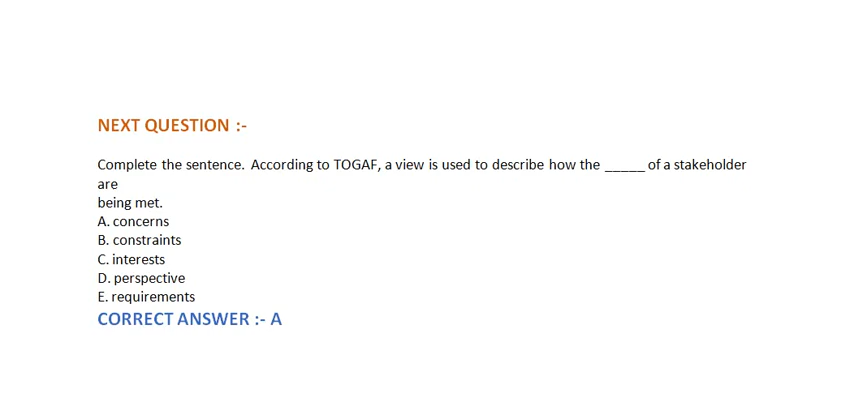 NEXT QUESTION :-
Complete the sentence. According to TOGAF, a view is used to describe how the _____ of a stakeholder
are
being met.
A. concerns
B. constraints
C. interests
D. perspective
E. requirements
CORRECT ANSWER :- A